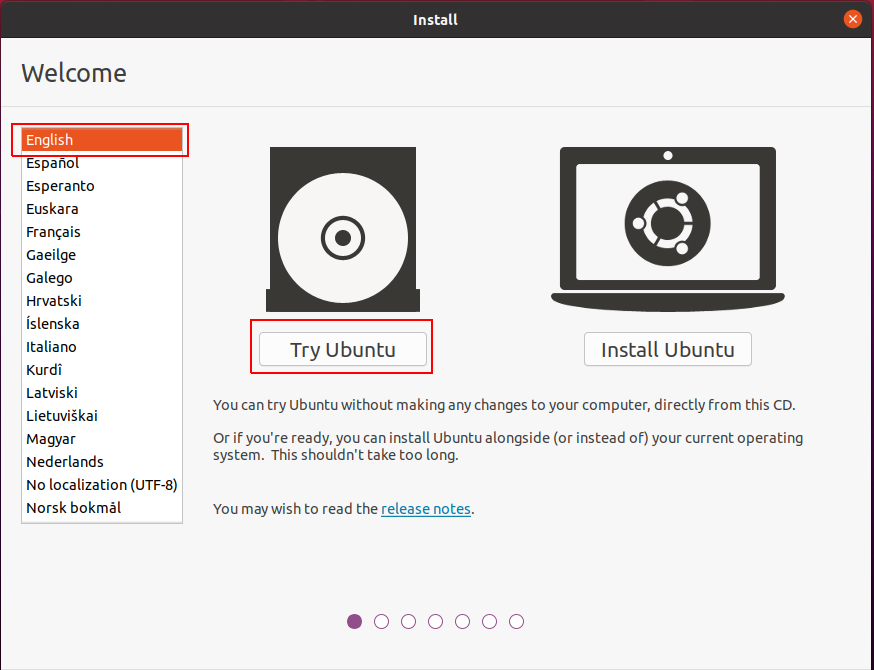 Install
Welcome
English
Español
Esperanto
Euskara
Français
Gaeilge
Galego
Hrvatski
Íslenska
Italiano
Kurdî
Latviski
Lietuviškai
Magyar
Nederlands
No localization (UTF-8)
Norsk bokmål
Try Ubuntu
Install Ubuntu
You can try Ubuntu without making any changes to your computer, directly from this CD.
Or if you're ready, you can install Ubuntu alongside (or instead of) your current operating
system.  This shouldn't take too long.
You may wish to read the release notes.